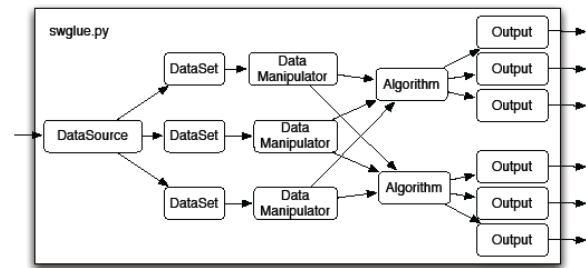 swglue.py
DataSource
DataSet
Data
Manipulator
DataSet
Data
Manipulator
DataSet
Data
Manipulator
Algorithm
Algorithm
Output
Output
Output
Output
Output
Output